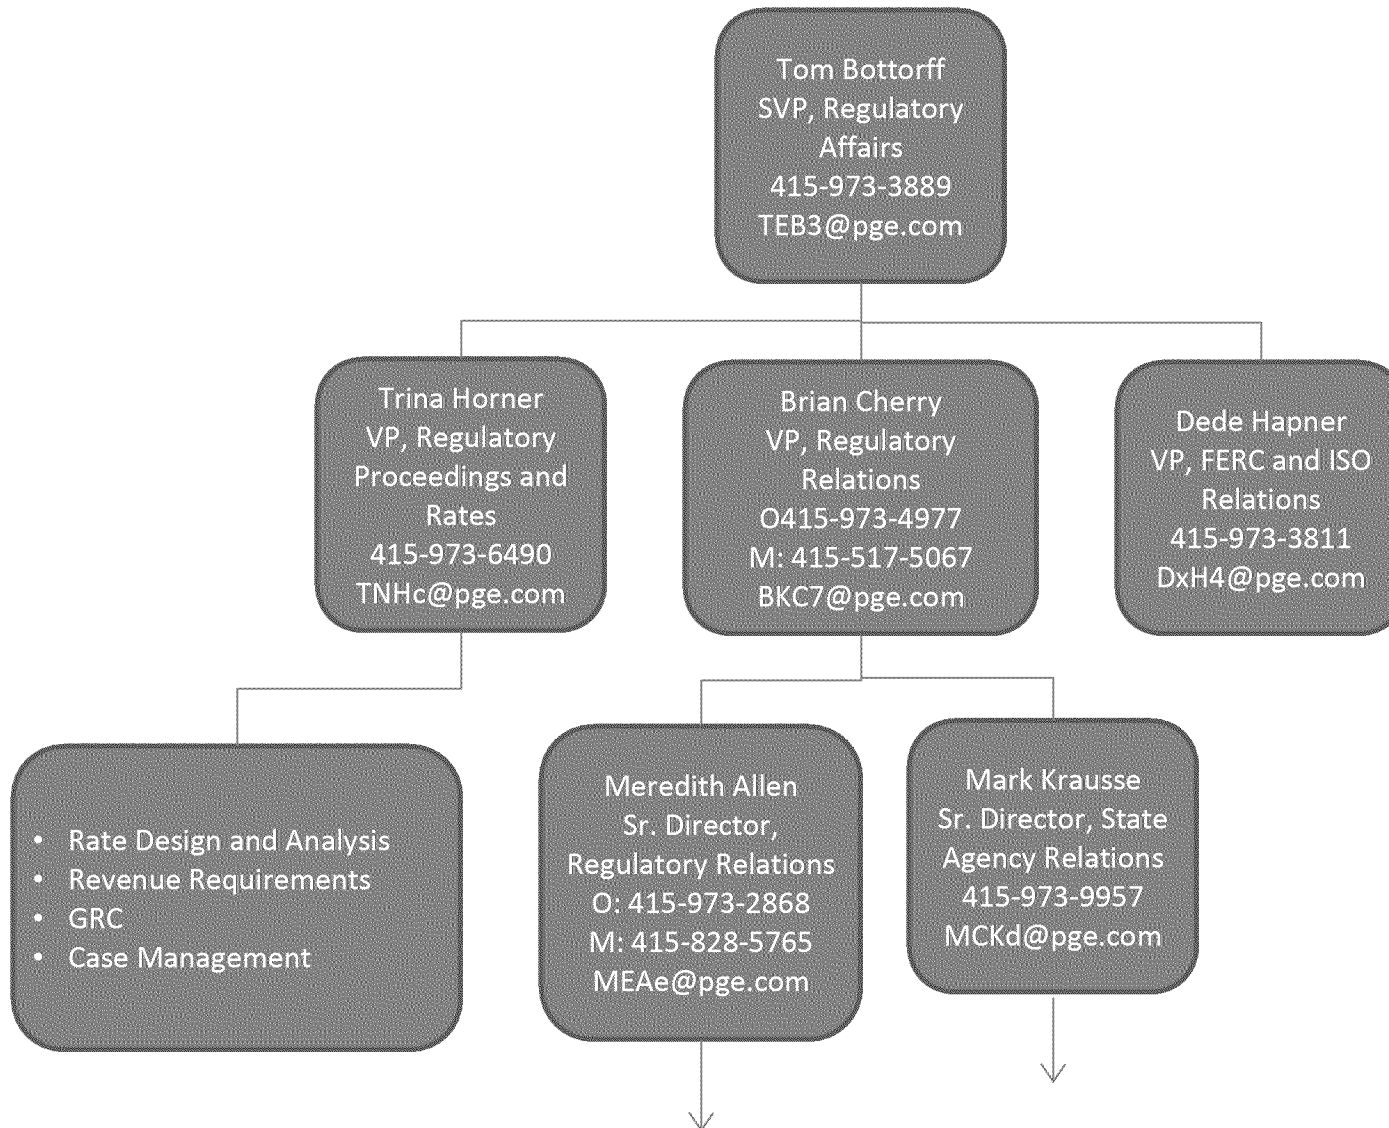 Tom Bottorff
SVP, Regulatory
Affairs
415-973-3889
TEB3@pge.com
Trina Horner
VP, Regulatory
Proceedings and
Rates
415-973-6490
TNHc@pge.com
Brian Cherry
VP, Regulatory
Relations
O415-973-4977
M: 415-517-5067
BKC7@pge.com
Dede Hapner
VP, FERC and ISO
Relations
415-973-3811
DxH4@pge.com
• Rate Design and Analysis
• Revenue Requirements
• GRC
• Case Management
Meredith Allen
Sr. Director,
Regulatory Relations
O: 415-973-2868
M: 415-828-5765
MEAe@pge.com
Mark Krausse
Sr. Director, State
Agency Relations
415-973-9957
MCKd@pge.com